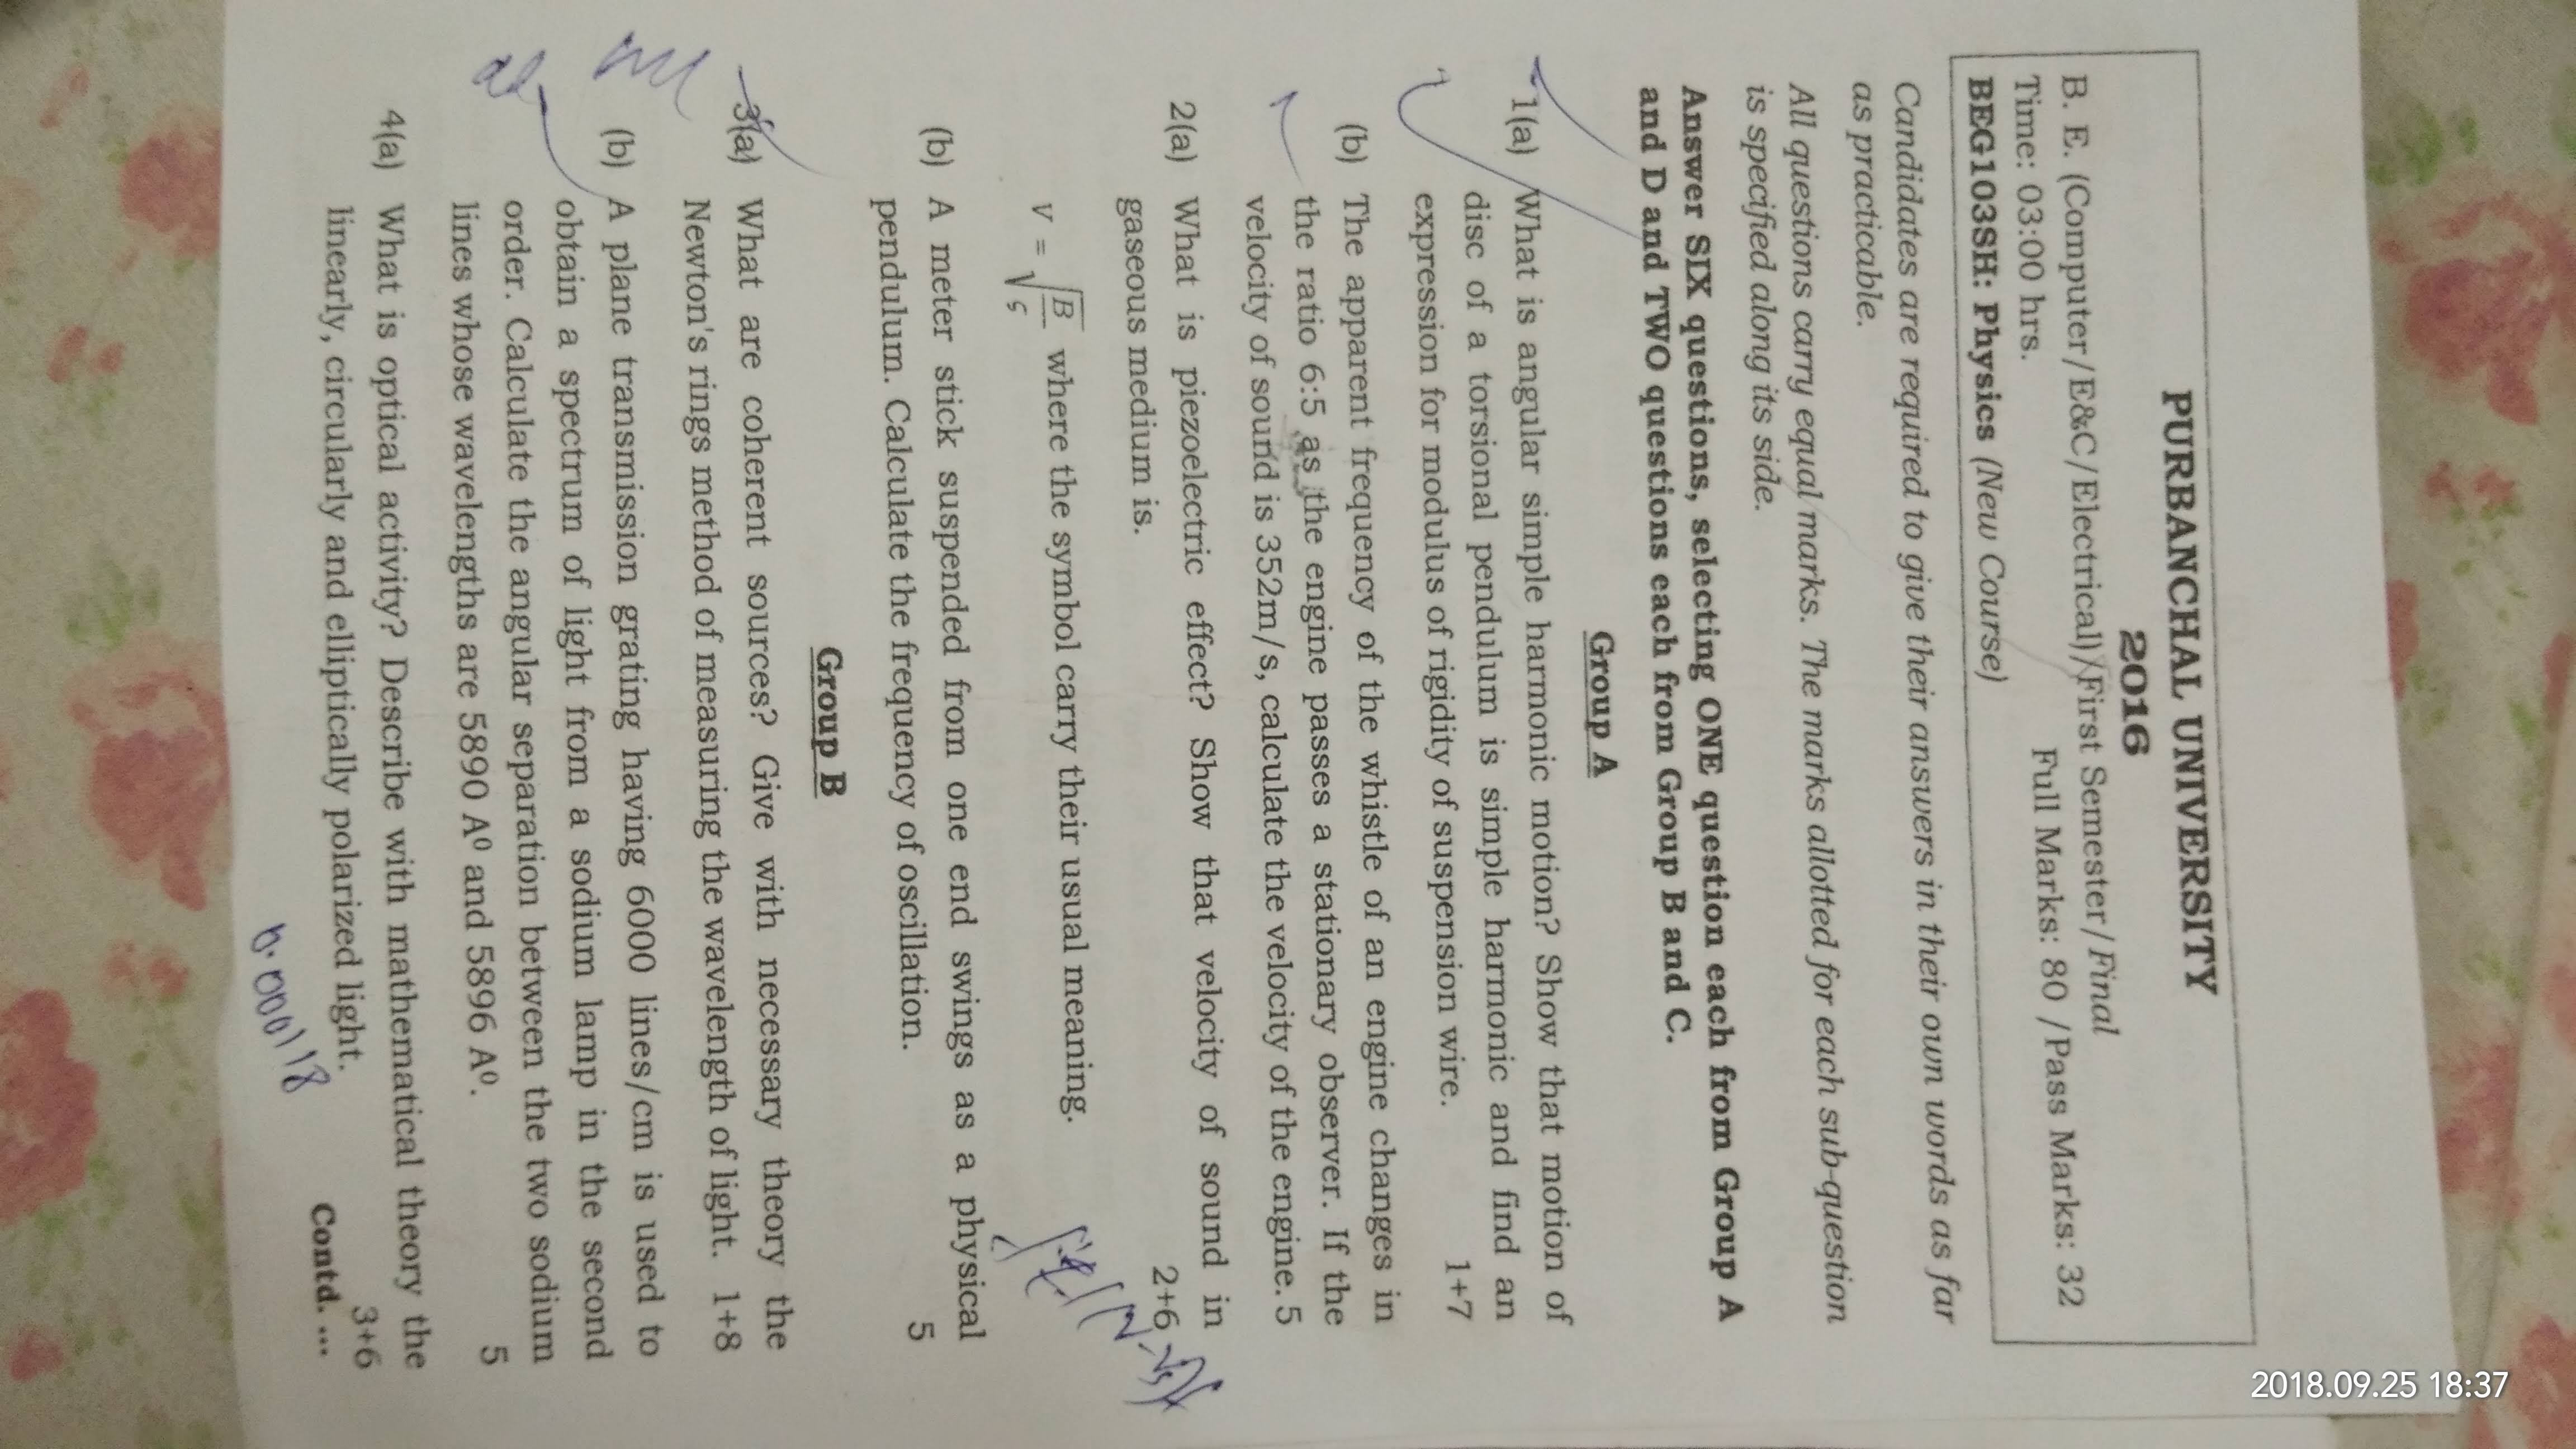 2018.09.25 18:37
PURBANCHAL UNIVERSITY
2016
B. E. (Computer/E&C/Electrical)/First Semester/Final
Time: 03:00 hrs. Full Marks: 80 /Pass Marks: 32
BEG103SH: Physics (New Course)
Candidates are required to give their answers in their own words as far
as practicable.
All questions carry equal marks. The marks allotted for each sub-question
is specified along its side.
Answer SIX questions, selecting ONE question each from Group A
and D and TWO questions each from Group B and C.
Group A
1(a) What is angular simple harmonic motion? Show that motion of
disc of a torsional pendulum is simple harmonic and find an
expression for modulus of rigidity of suspension wire. 1+7
(b) The apparent frequency of the whistle of an engine changes in
the ratio 6:5 as the engine passes a stationary observer. If the
velocity of sound is 352m/s, calculate the velocity of the engine. 5
2(a) What is piezoelectric effect? Show that velocity of sound in
gaseous medium is. 2+6
V = √B/ς where the symbol carry their usual meaning.
(b) A meter stick suspended from one end swings as a physical
pendulum. Calculate the frequency of oscillation. 5
Group B
3(a) What are coherent sources? Give with necessary theory the
Newton's rings method of measuring the wavelength of light. 1+8
(b) A plane transmission grating having 6000 lines/cm is used to
obtain a spectrum of light from a sodium lamp in the second
order. Calculate the angular separation between the two sodium
lines whose wavelengths are 5890 A⁰ and 5896 A⁰. 5
4(a) What is optical activity? Describe with mathematical theory the
linearly, circularly and elliptically polarized light. 3+6
Contd. ...
0.000118